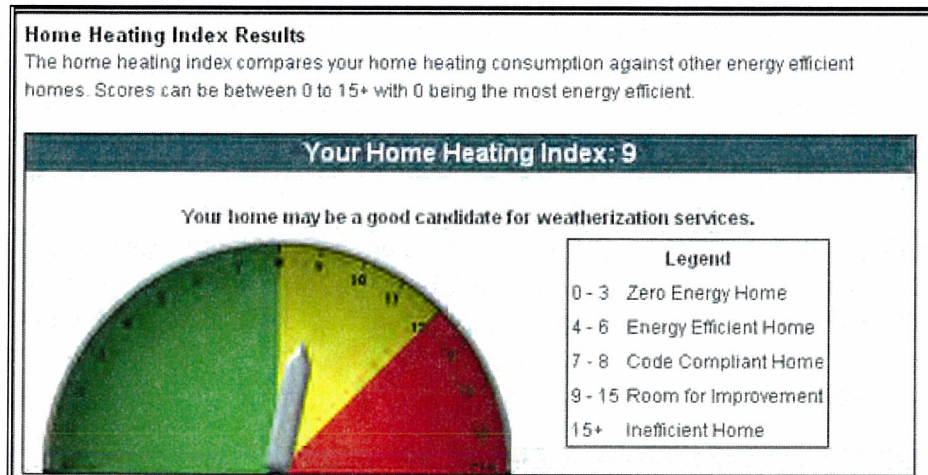 Home Heating Index Results
The home heating index compares your home heating consumption against other energy efficient
homes. Scores can be between 0 to 15+ with 0 being the most energy efficient.
Your Home Heating Index: 9
Your home may be a good candidate for weatherization services.
9
10
11
12
Legend
0 - 3 Zero Energy Home
4 - 6 Energy Efficient Home
7 - 8 Code Compliant Home
9 - 15 Room for Improvement
15+ Inefficient Home